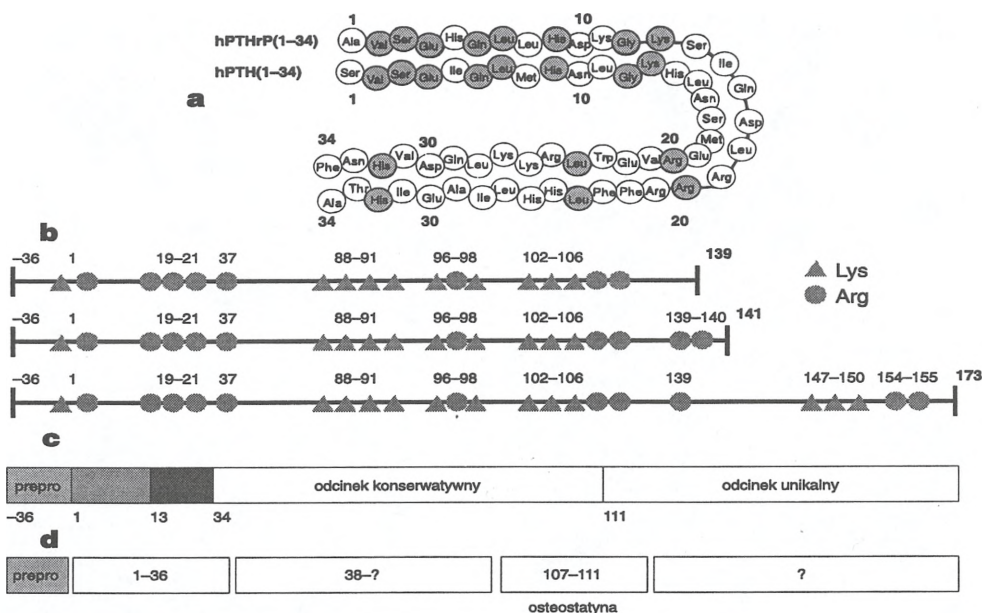 1 10
hPTHrP(1–34) Ala Val Ser Glu His Gln Leu Leu His Asp Lys Gly Lys Ser Ile Gln Asp Leu Arg
hPTH(1–34) Ser Val Ser Glu Ile Gln Leu Met His Asn Leu Gly Lys His Leu Asn Ser Met
1 10
a
34 30 20
Phe Asn His Val Asp Gln Leu Lys Lys Arg Leu Trp Glu Val Arg Glu
Ala Thr His Ile Glu Ala Ile Leu His His Leu Phe Phe Arg Arg
34 30 20
b
–36 1 19–21 37 88–91 96–98 102–106 139
Lys
Arg
–36 1 19–21 37 88–91 96–98 102–106 139–140 141
–36 1 19–21 37 88–91 96–98 102–106 139 147–150 154–155 173
c
prepro odcinek konserwatywny odcinek unikalny
–36 1 13 34 111
d
prepro 1–36 38–? 107–111 ?
osteostatyna